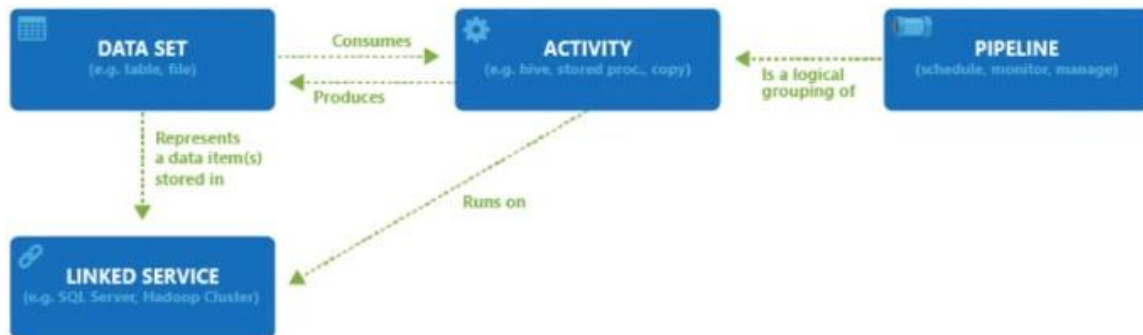 DATA SET
(e.g. table, file)
Consumes
Produces
ACTIVITY
(e.g. hive, stored proc., copy)
Is a logical
grouping of
PIPELINE
(schedule, monitor, manage)
Represents
a data item(s)
stored in
Runs on
LINKED SERVICE
(e.g. SQL Server, Hadoop Cluster)